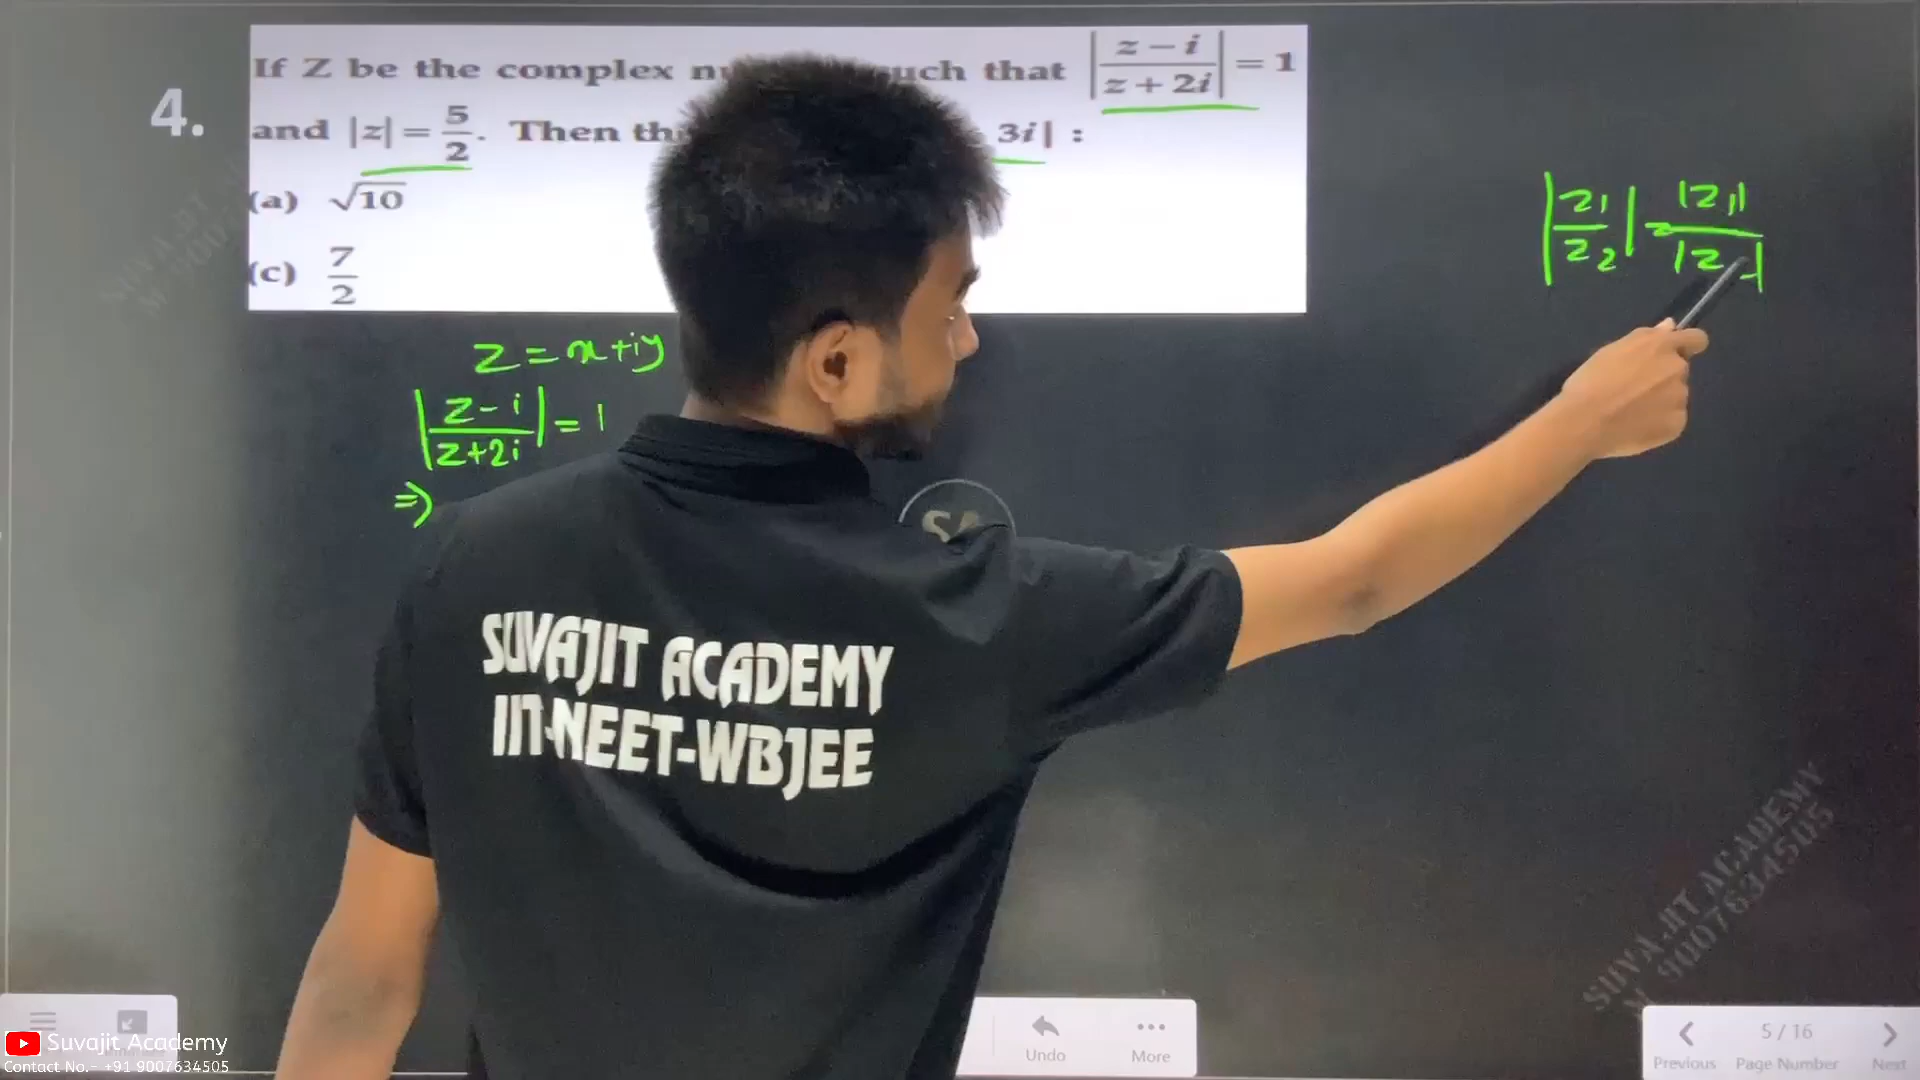 4.
If Z be the complex nu uch that |z − i / z + 2i| = 1
and |z| = 5/2. Then th 3i| :
(a) √10
(c) 7/2
z = x+iy
|z-i / z+2i| = 1
⇒
|z1 / z2| = |z1| / |z
SA
SUVAJIT ACADEMY
IIT-NEET-WBJEE
SUVAJIT ACADEMY
M 9007634505
Undo
More
Previous
5 / 16
Page Number
Next
Suvajit Academy
Contact No.- +91 9007634505